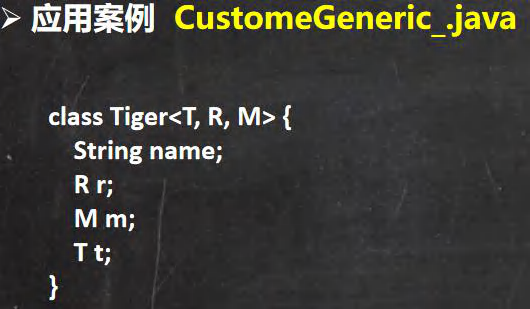 ➢ 应用案例 CustomeGeneric_.java
class Tiger<T, R, M> {
String name;
R r;
M m;
T t;
}